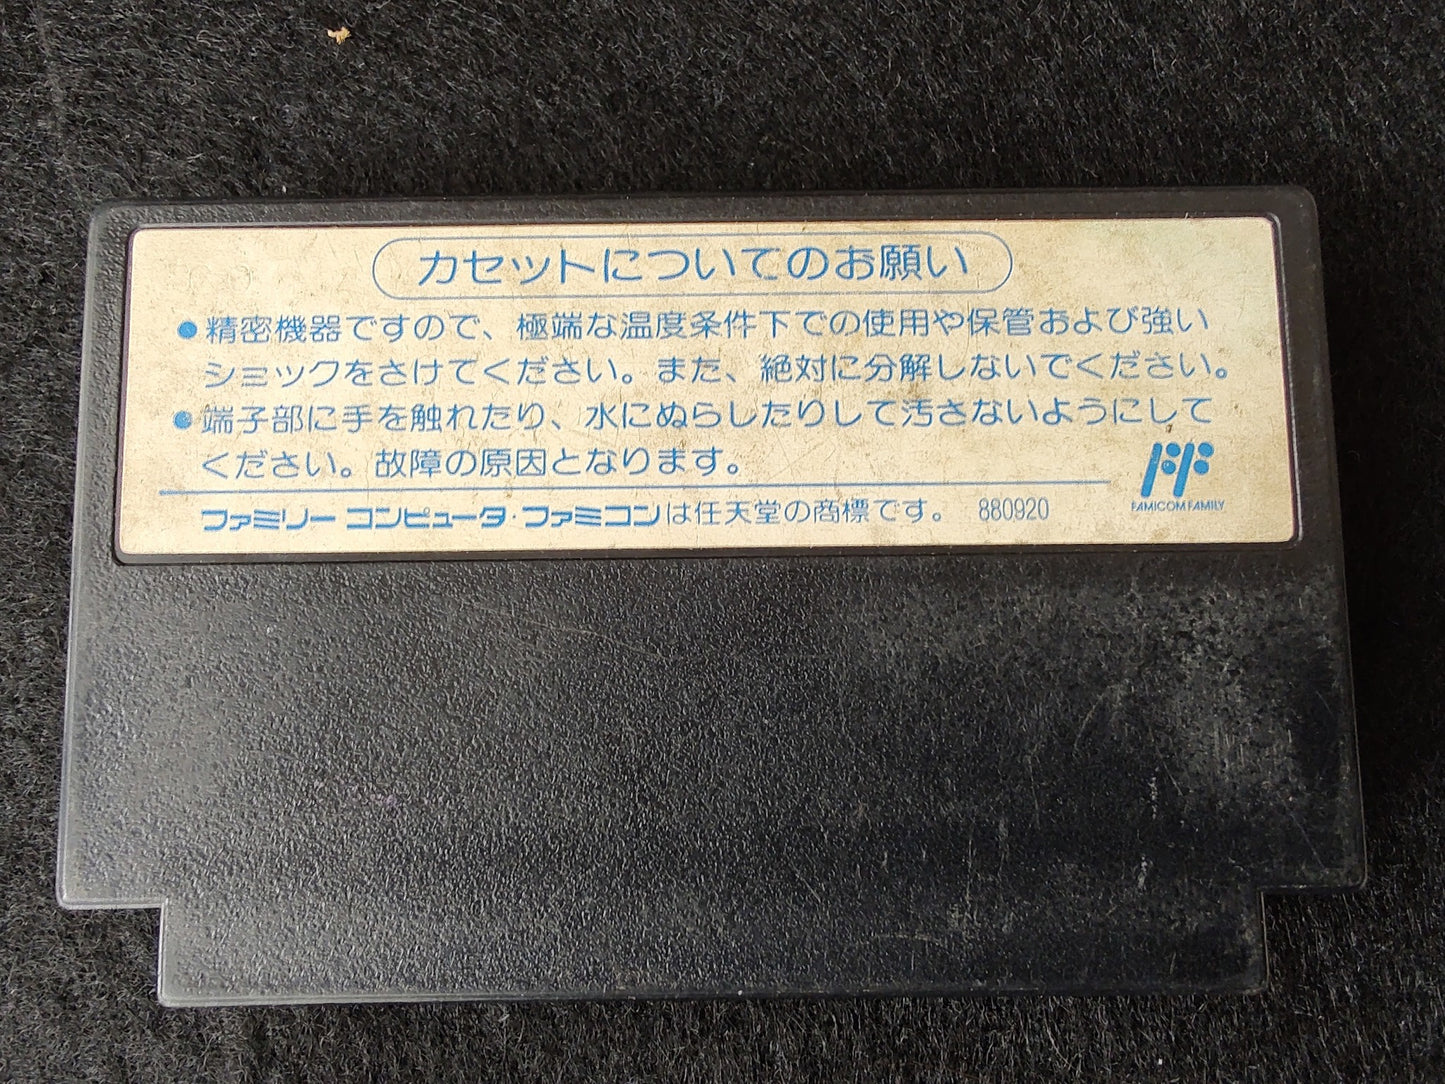 カセットについてのお願い
●精密機器ですので、極端な温度条件下での使用や保管および強い
ショックをさけてください。また、絶対に分解しないでください。
●端子部に手を触れたり、水にぬらしたりして汚さないようにして
ください。故障の原因となります。
FAMICOM FAMILY
ファミリー コンピュータ・ファミコンは任天堂の商標です。 880920